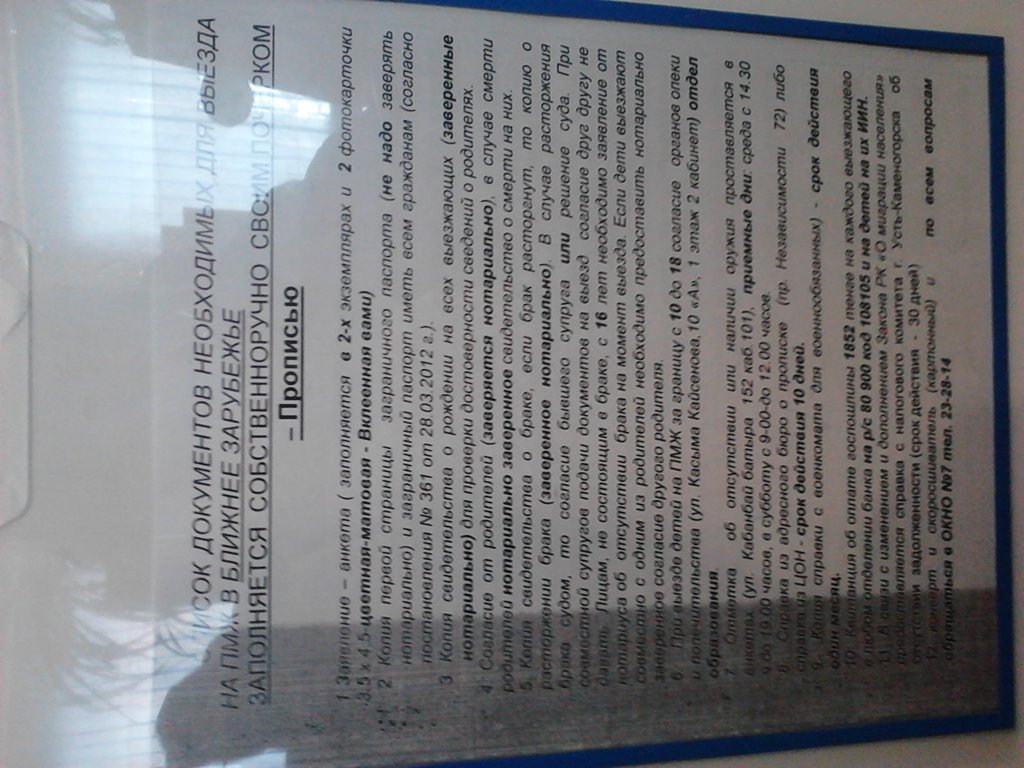 СПИСОК ДОКУМЕНТОВ НЕОБХОДИМЫХ ДЛЯ ВЫЕЗДА
НА ПМЖ В БЛИЖНЕЕ ЗАРУБЕЖЬЕ
ЗАПОЛНЯЕТСЯ СОБСТВЕННОРУЧНО СВОИМ ПОЧЕРКОМ
– Прописью
1 Заявление – анкета ( заполняется в 2-х экземплярах и 2 фотокарточки
3,5 х 4,5-цветная-матовая - Вклеенная вами)
2 Копия первой страницы заграничного паспорта (не надо заверять
нотариально) и заграничный паспорт иметь всем гражданам (согласно
постановления № 361 от 28.03.2012 г.).
3. Копия свидетельства о рождении на всех выезжающих (заверенные
нотариально) для проверки достоверности сведений о родителях.
4. Согласие от родителей (заверяется нотариально), в случае смерти
родителей нотариально заверенное свидетельство о смерти на них.
5. Копия свидетельства о браке, если брак расторгнут, то копию о
расторжении брака (заверенное нотариально). В случае расторжения
брака судом, то согласие бывшего супруга или решение суда. При
совместной супругов подачи документов на выезд согласие друг другу не
давать. Лицам, не состоящим в браке, с 16 лет необходимо заявление от
нотариуса об отсутствии брака на момент выезда. Если дети выезжают
совместно с одним из родителей необходимо предоставить нотариально
заверенное согласие другого родителя.
6. При выезде детей на ПМЖ за границу с 10 до 18 согласие органов опеки
и попечительства (ул. Касыма Кайсенова, 10 «А», 1 этаж 2 кабинет) отдел
образования.
7. Отметка об отсутствии или наличии оружия проставляется в
(ул. Кабанбай батыра 152 каб 101), приемные дни: среда с 14.30
ч до 19.00 часов, в субботу с 9-00-до 12.00 часов.
8 Справка из адресного бюро о прописке (пр. Независимости 72) либо
справка из ЦОН - срок действия 10 дней.
9. Копия справки с военкомата для военнообязанных) - срок действия
один месяц.
10. Квитанция об оплате госпошлины 1852 тенге на каждого выезжающего
в любом отделении банка на р/с 80 900 код 108105 и на детей на их ИИН.
11. В связи с изменением и дополнением Закона РК «О миграции населения»
предоставляется справка с налогового комитета г. Усть-Каменогорска об
отсутствии задолженности (срок действия - 30 дней)
12. конверт и скоросшиватель (картонный) и по всем вопросам
обращаться в ОКНО №7 тел. 23-28-14